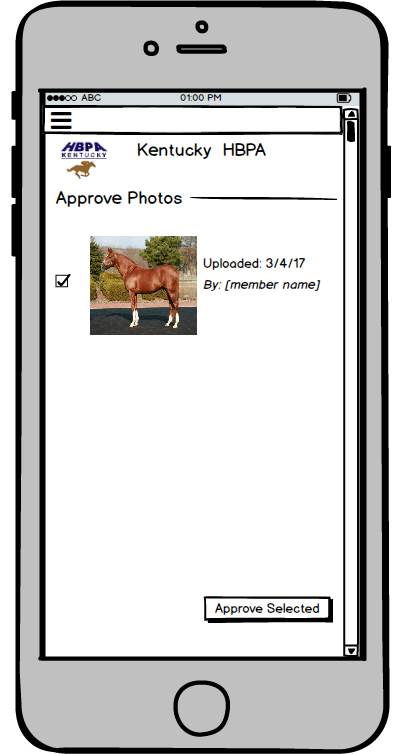 ABC 01:00 PM
HBPA
KENTUCKY
Kentucky HBPA
Approve Photos
Uploaded: 3/4/17
By: [member name]
Approve Selected